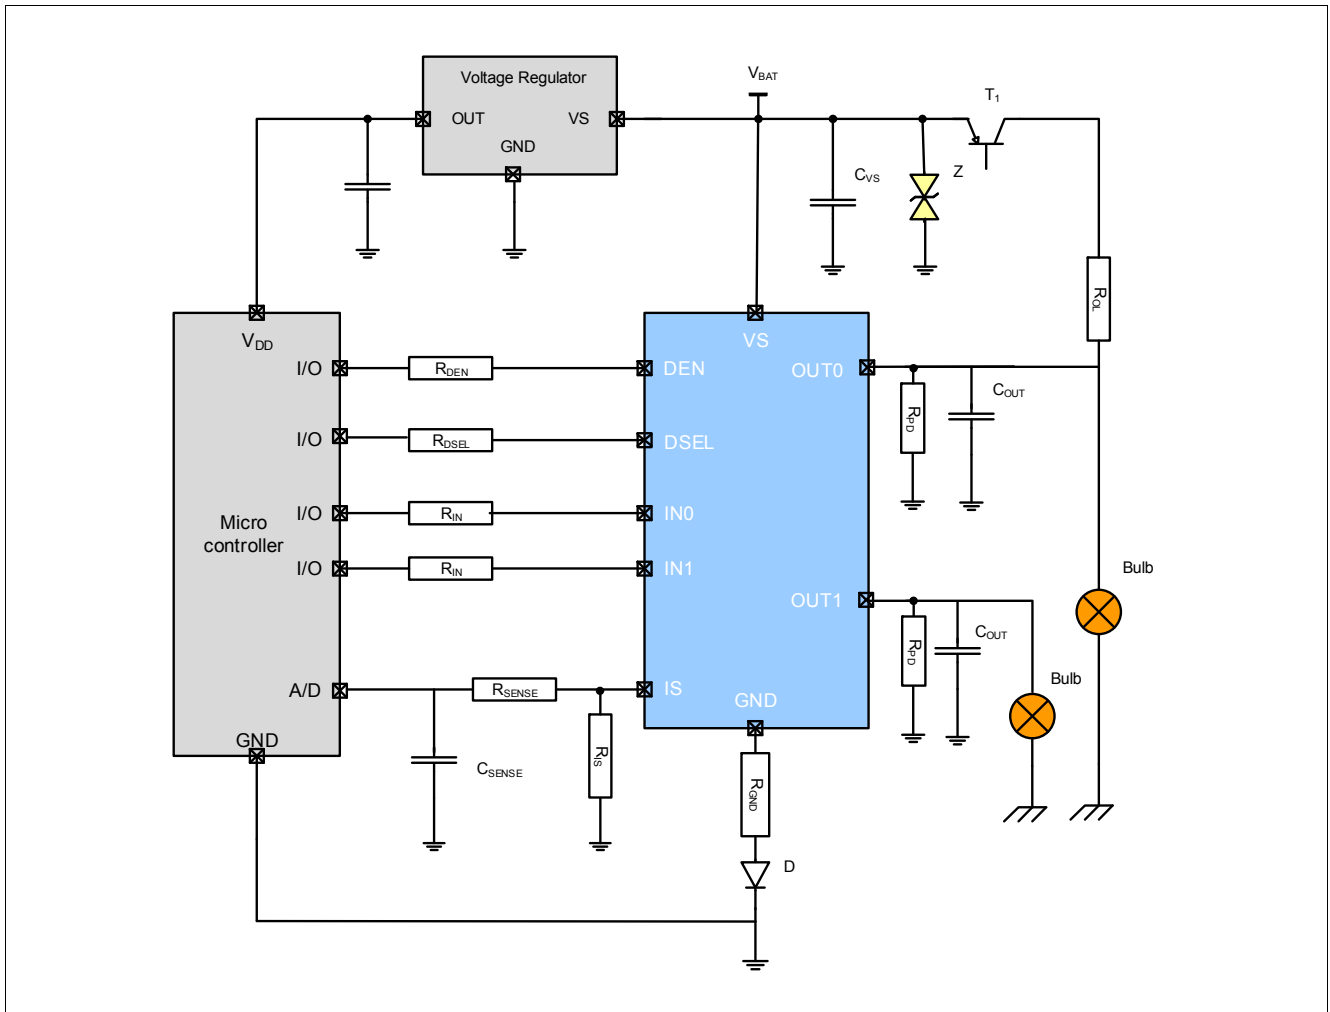 Voltage Regulator
OUT
VS
GND
VBAT
T1
CVS
Z
ROL
VDD
I/O
RDEN
DEN
VS
OUT0
RPD
COUT
I/O
RDSEL
DSEL
I/O
RIN
IN0
Micro
controller
I/O
RIN
IN1
OUT1
RPD
COUT
Bulb
Bulb
A/D
RSENSE
IS
GND
GND
CSENSE
RIS
RGND
D